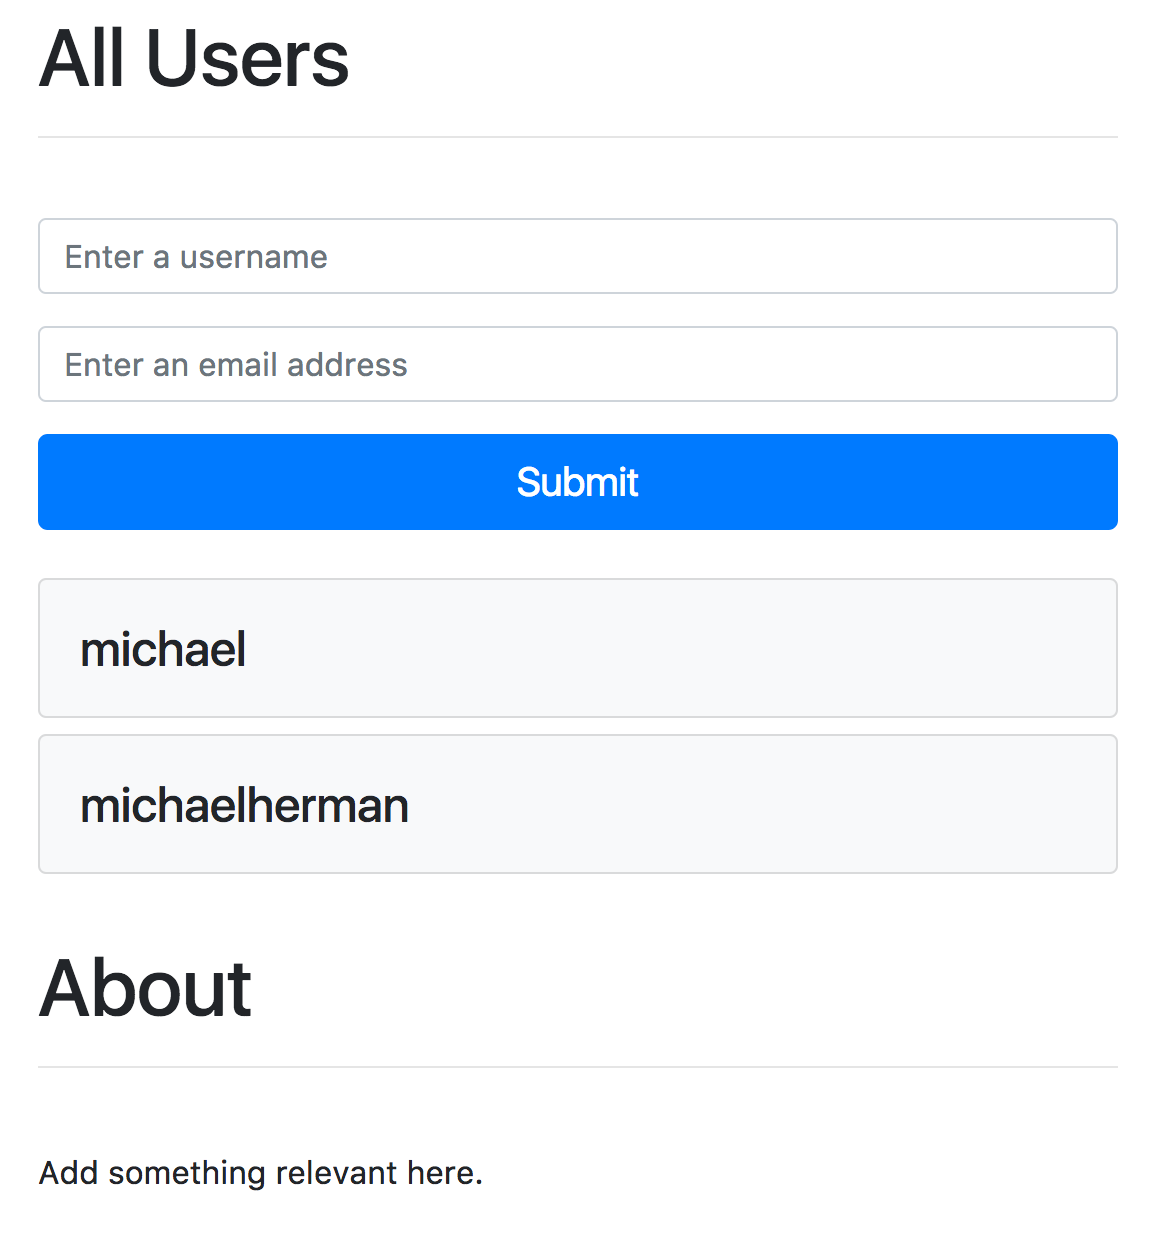 All Users
Enter a username
Enter an email address
Submit
michael
michaelherman
About
Add something relevant here.